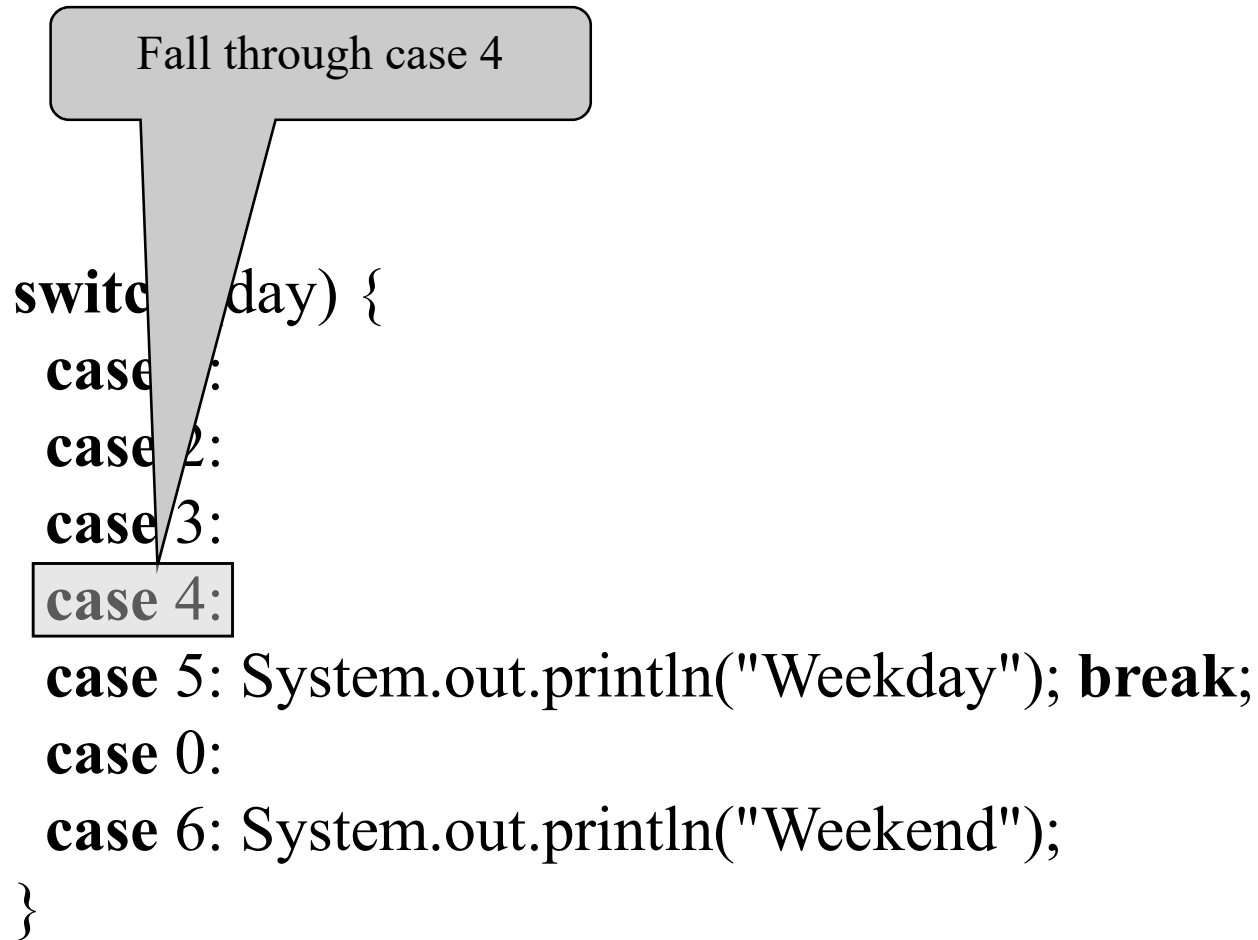 Fall through case 4
switc day) {
case :
case 2:
case 3:
case 4:
case 5: System.out.println("Weekday"); break;
case 0:
case 6: System.out.println("Weekend");
}